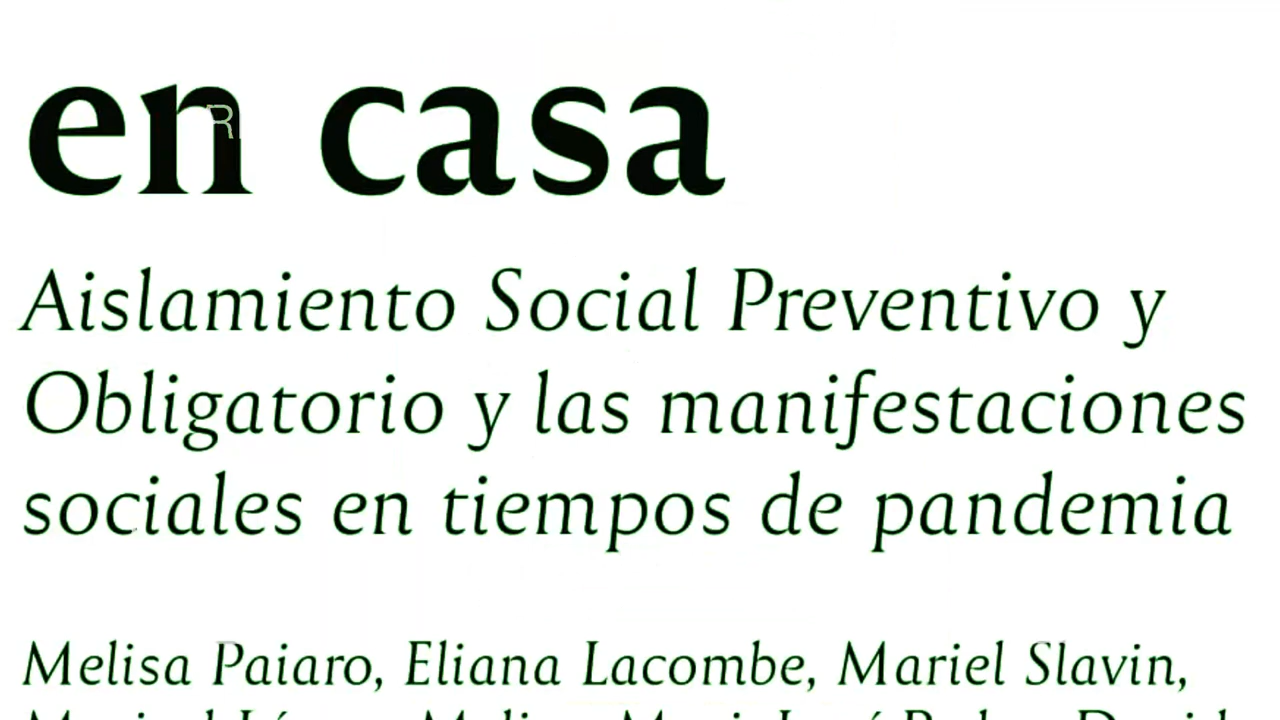 en casa
Aislamiento Social Preventivo y
Obligatorio y las manifestaciones
sociales en tiempos de pandemia
Melisa Paiaro, Eliana Lacombe, Mariel Slavin,